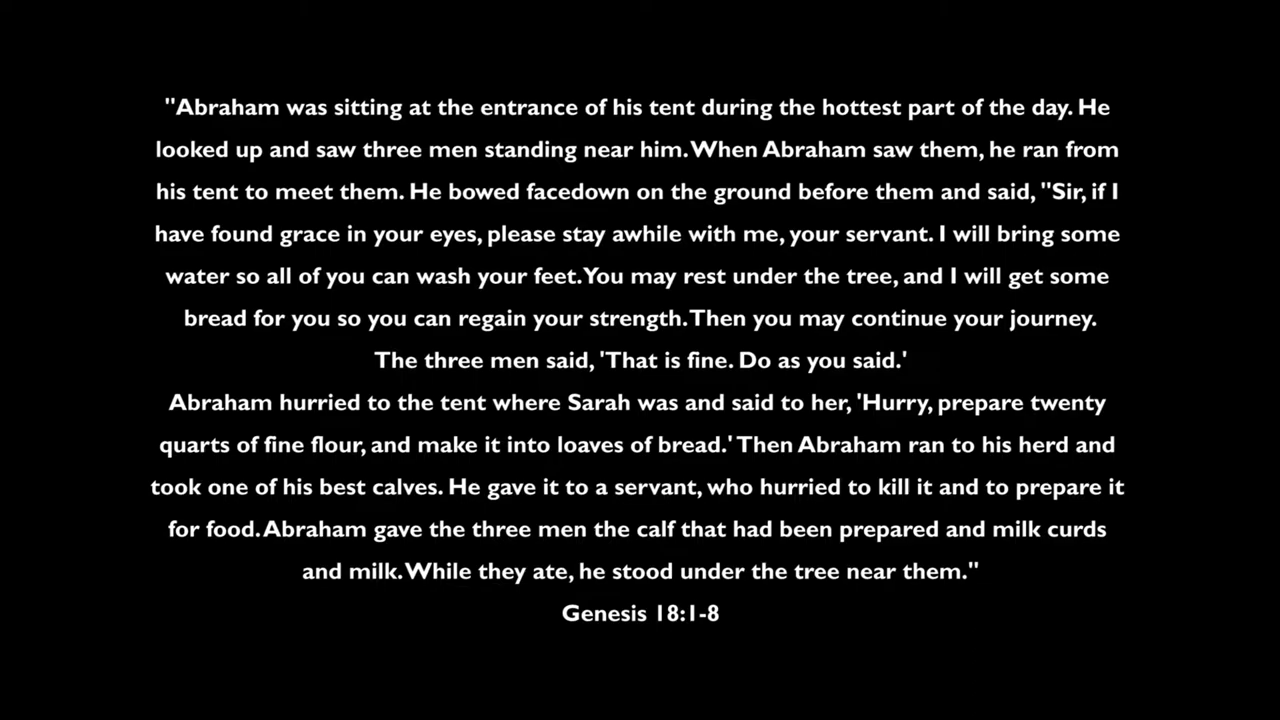 "Abraham was sitting at the entrance of his tent during the hottest part of the day. He
looked up and saw three men standing near him. When Abraham saw them, he ran from
his tent to meet them. He bowed facedown on the ground before them and said, "Sir, if I
have found grace in your eyes, please stay awhile with me, your servant. I will bring some
water so all of you can wash your feet. You may rest under the tree, and I will get some
bread for you so you can regain your strength. Then you may continue your journey.
The three men said, 'That is fine. Do as you said.'
Abraham hurried to the tent where Sarah was and said to her, 'Hurry, prepare twenty
quarts of fine flour, and make it into loaves of bread.' Then Abraham ran to his herd and
took one of his best calves. He gave it to a servant, who hurried to kill it and to prepare it
for food. Abraham gave the three men the calf that had been prepared and milk curds
and milk. While they ate, he stood under the tree near them."
Genesis 18:1-8